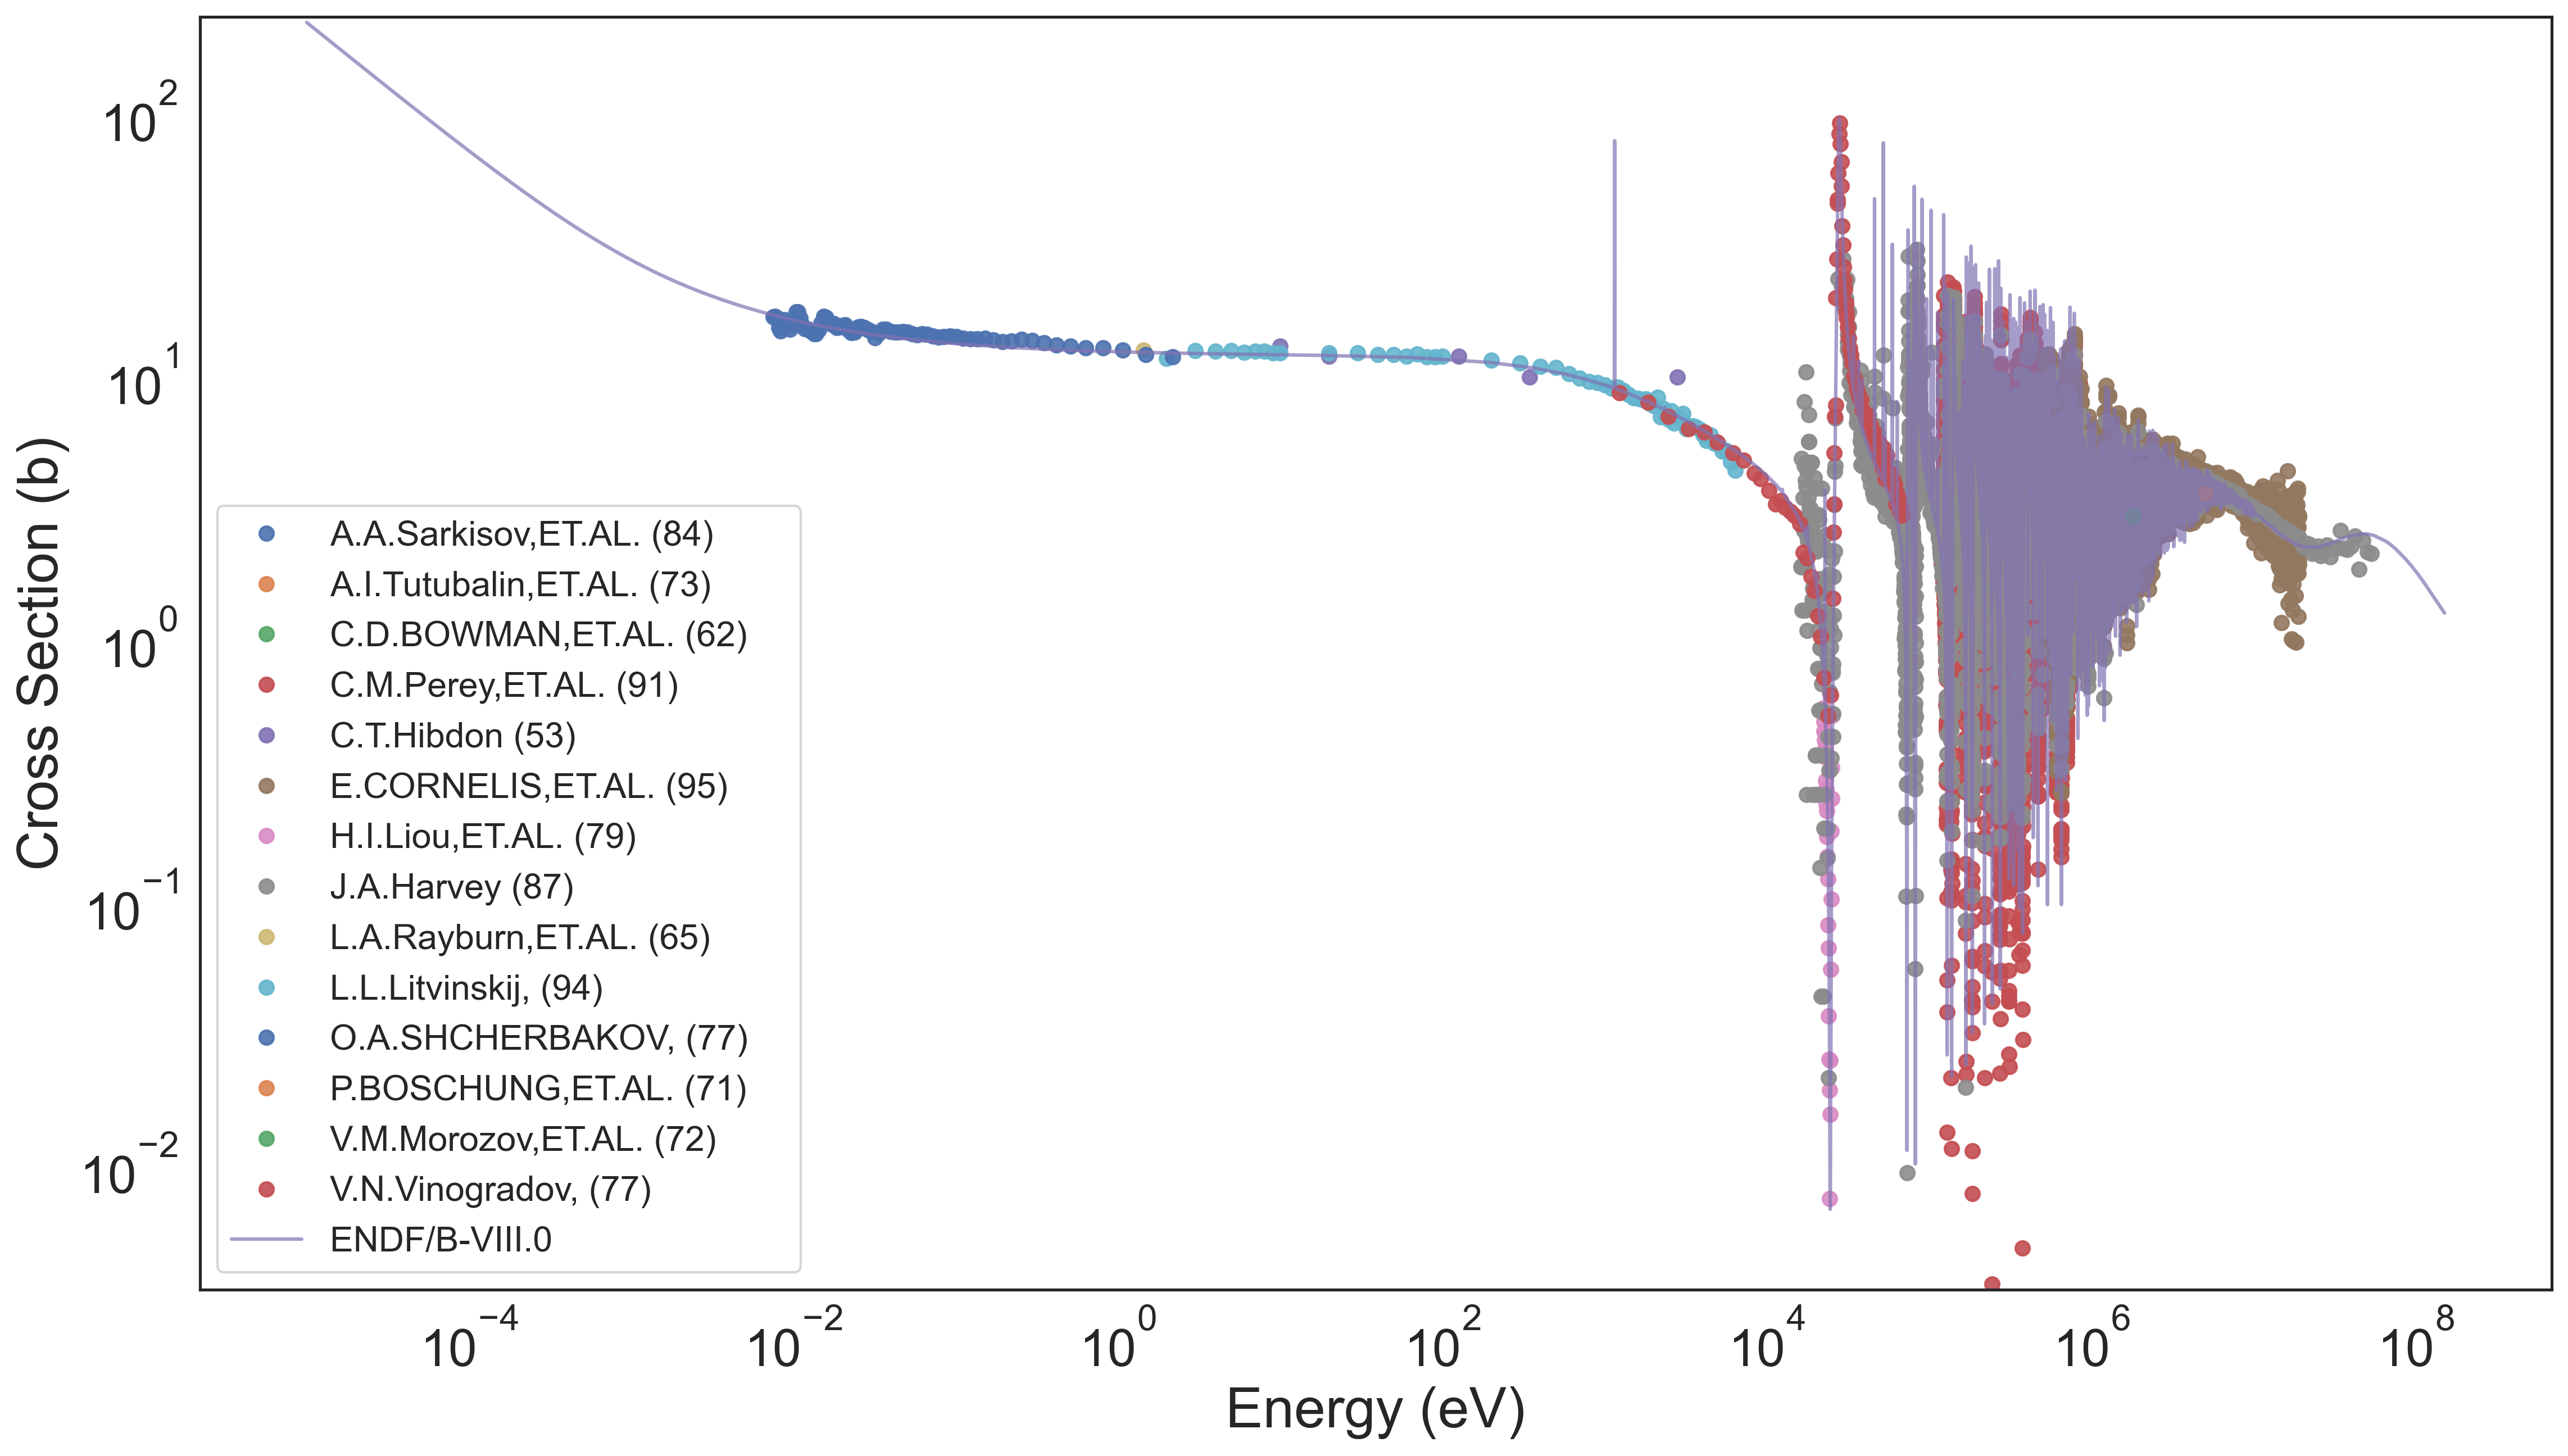 Cross Section (b)
10^2
10^1
10^0
10^−1
10^−2
A.A.Sarkisov,ET.AL. (84)
A.I.Tutubalin,ET.AL. (73)
C.D.BOWMAN,ET.AL. (62)
C.M.Perey,ET.AL. (91)
C.T.Hibdon (53)
E.CORNELIS,ET.AL. (95)
H.I.Liou,ET.AL. (79)
J.A.Harvey (87)
L.A.Rayburn,ET.AL. (65)
L.L.Litvinskij, (94)
O.A.SHCHERBAKOV, (77)
P.BOSCHUNG,ET.AL. (71)
V.M.Morozov,ET.AL. (72)
V.N.Vinogradov, (77)
ENDF/B-VIII.0
10^−4 10^−2 10^0 10^2 10^4 10^6 10^8
Energy (eV)